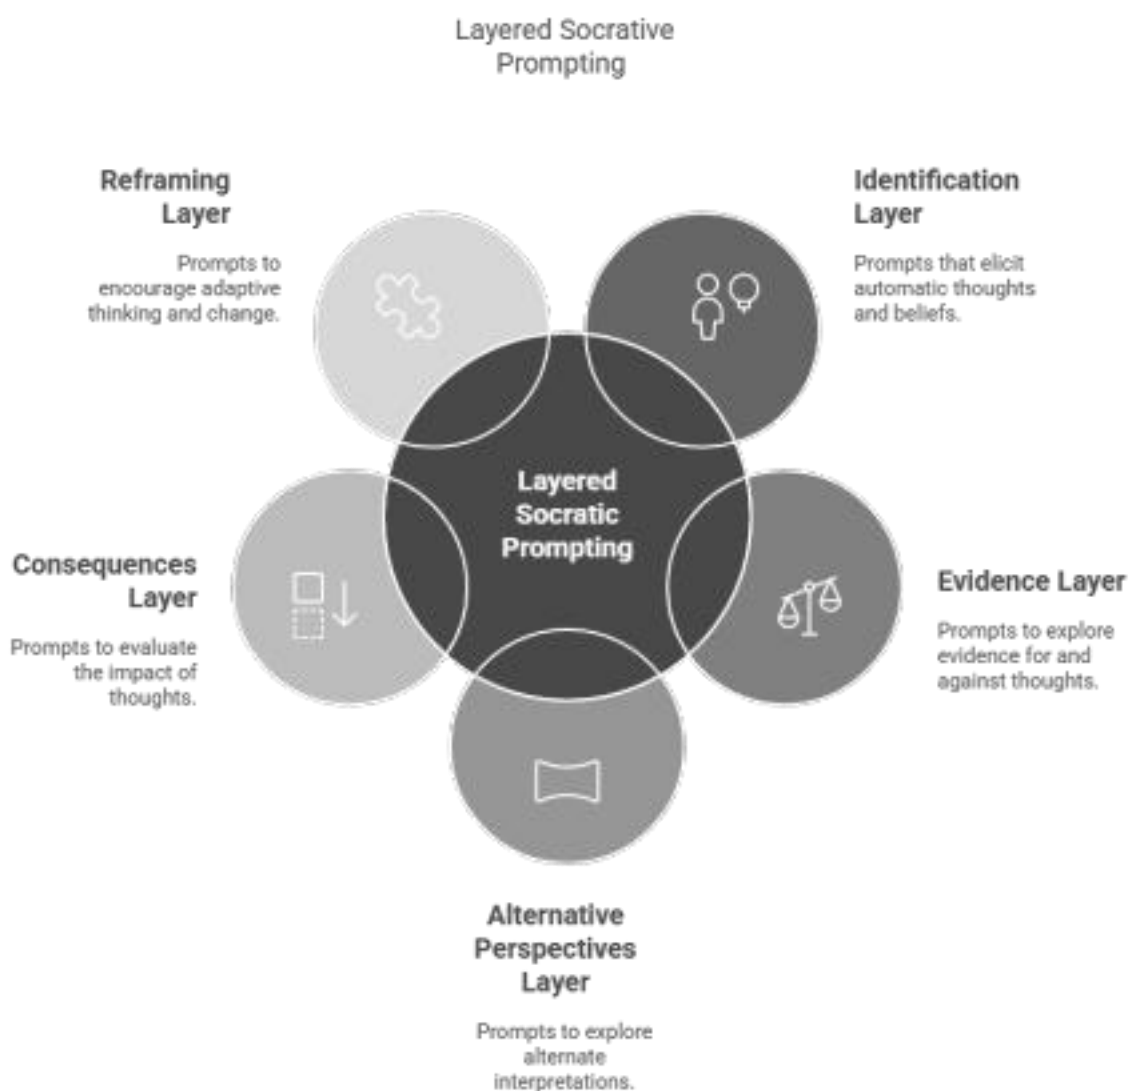 Layered Socrative
Prompting
Reframing
Layer
Prompts to
encourage adaptive
thinking and change.
Identification
Layer
Prompts that elicit
automatic thoughts
and beliefs.
Layered
Socratic
Prompting
Consequences
Layer
Prompts to evaluate
the impact of
thoughts.
Evidence Layer
Prompts to explore
evidence for and
against thoughts.
Alternative
Perspectives
Layer
Prompts to explore
alternate
interpretations.